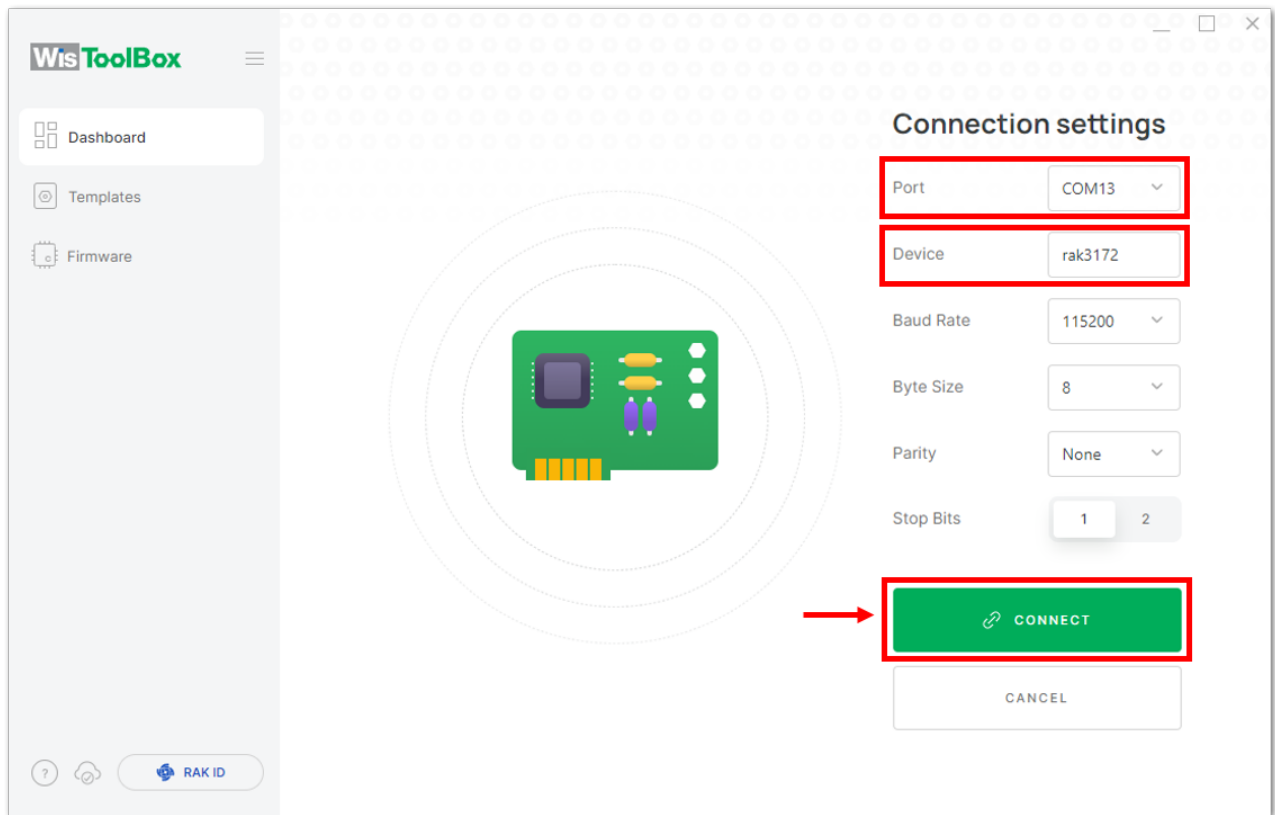 WisToolBox
Dashboard
Templates
Firmware
? RAK ID
Connection settings
Port COM13
Device rak3172
Baud Rate 115200
Byte Size 8
Parity None
Stop Bits 1 2
CONNECT
CANCEL